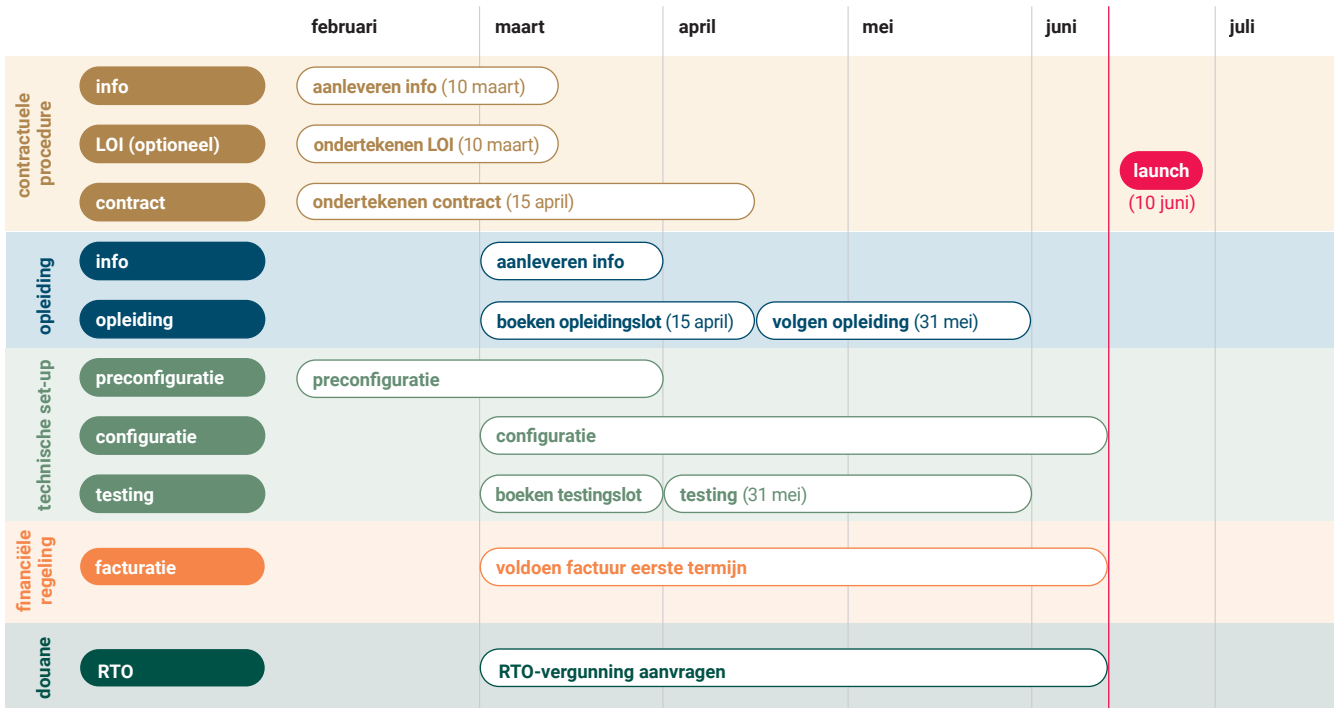 februari maart april mei juni juli
contractuele
procedure
info
aanleveren info (10 maart)
LOI (optioneel)
ondertekenen LOI (10 maart)
contract
ondertekenen contract (15 april)
launch
(10 juni)
opleiding
info
aanleveren info
opleiding
boeken opleidingslot (15 april)
volgen opleiding (31 mei)
technische set-up
preconfiguratie
preconfiguratie
configuratie
configuratie
testing
boeken testingslot
testing (31 mei)
financiële
regeling
facturatie
voldoen factuur eerste termijn
douane
RTO
RTO-vergunning aanvragen